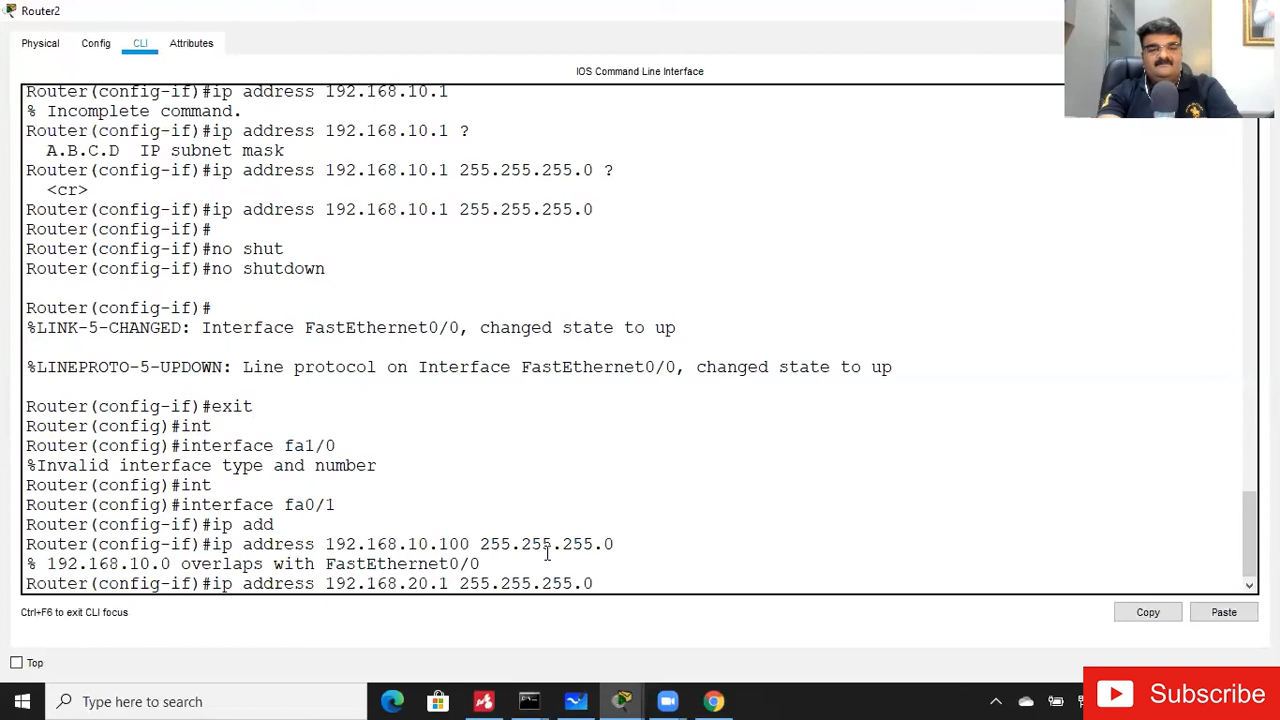 Router2
Physical Config CLI Attributes
IOS Command Line Interface
Router(config-if)#ip address 192.168.10.1
% Incomplete command.
Router(config-if)#ip address 192.168.10.1 ?
A.B.C.D IP subnet mask
Router(config-if)#ip address 192.168.10.1 255.255.255.0 ?
<cr>
Router(config-if)#ip address 192.168.10.1 255.255.255.0
Router(config-if)#
Router(config-if)#no shut
Router(config-if)#no shutdown
Router(config-if)#
%LINK-5-CHANGED: Interface FastEthernet0/0, changed state to up
%LINEPROTO-5-UPDOWN: Line protocol on Interface FastEthernet0/0, changed state to up
Router(config-if)#exit
Router(config)#int
Router(config)#interface fa1/0
%Invalid interface type and number
Router(config)#int
Router(config)#interface fa0/1
Router(config-if)#ip add
Router(config-if)#ip address 192.168.10.100 255.255.255.0
% 192.168.10.0 overlaps with FastEthernet0/0
Router(config-if)#ip address 192.168.20.1 255.255.255.0
Ctrl+F6 to exit CLI focus
Copy Paste
Top
Type here to search
Subscribe